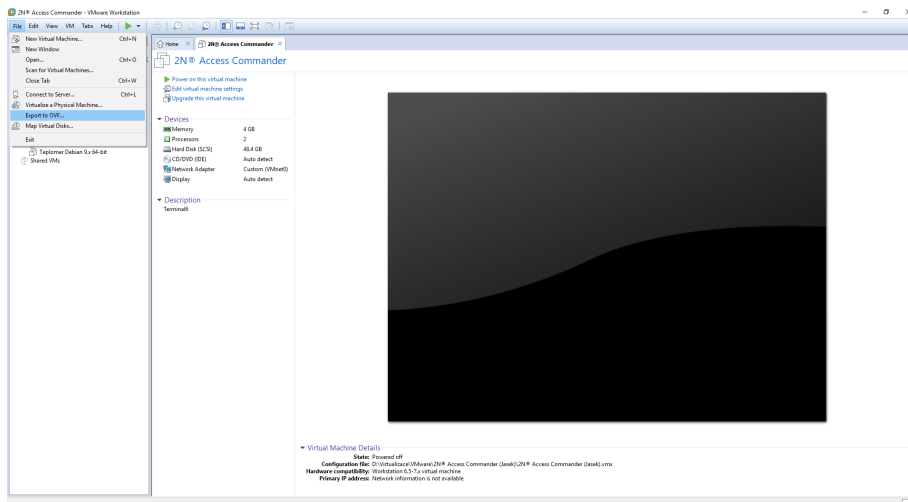 2N® Access Commander - VMware Workstation
File Edit View VM Tabs Help
New Virtual Machine... Ctrl+N
New Window
Open... Ctrl+O
Scan for Virtual Machines...
Close Tab Ctrl+W
Connect to Server... Ctrl+L
Virtualize a Physical Machine...
Export to OVF...
Map Virtual Disks...
Exit
Teplomer Debian 9.x 64-bit
Shared VMs
Home × 2N® Access Commander ×
2N® Access Commander
Power on this virtual machine
Edit virtual machine settings
Upgrade this virtual machine
Devices
Memory 4 GB
Processors 2
Hard Disk (SCSI) 48.4 GB
CD/DVD (IDE) Auto detect
Network Adapter Custom (VMnet0)
Display Auto detect
Description
Terminal6
Virtual Machine Details
State: Powered off
Configuration file: D:\Virtualizace\VMware\2N® Access Commander (Jasek)\2N® Access Commander (Jasek).vmx
Hardware compatibility: Workstation 6.5-7.x virtual machine
Primary IP address: Network information is not available